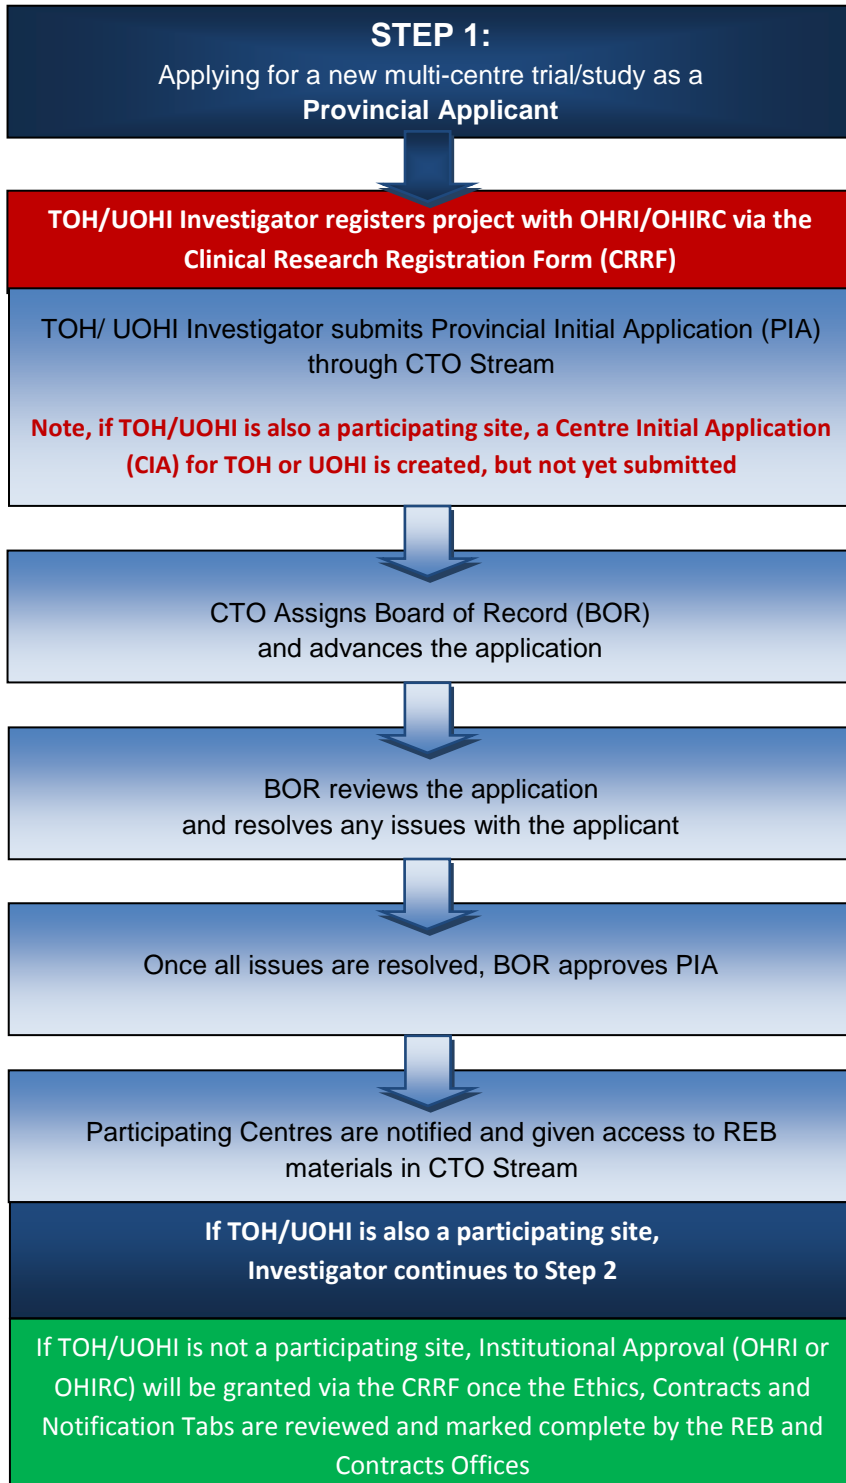 STEP 1:
Applying for a new multi-centre trial/study as a
Provincial Applicant
TOH/UOHI Investigator registers project with OHRI/OHIRC via the
Clinical Research Registration Form (CRRF)
TOH/ UOHI Investigator submits Provincial Initial Application (PIA)
through CTO Stream
Note, if TOH/UOHI is also a participating site, a Centre Initial Application
(CIA) for TOH or UOHI is created, but not yet submitted
CTO Assigns Board of Record (BOR)
and advances the application
BOR reviews the application
and resolves any issues with the applicant
Once all issues are resolved, BOR approves PIA
Participating Centres are notified and given access to REB
materials in CTO Stream
If TOH/UOHI is also a participating site,
Investigator continues to Step 2
If TOH/UOHI is not a participating site, Institutional Approval (OHRI or
OHIRC) will be granted via the CRRF once the Ethics, Contracts and
Notification Tabs are reviewed and marked complete by the REB and
Contracts Offices